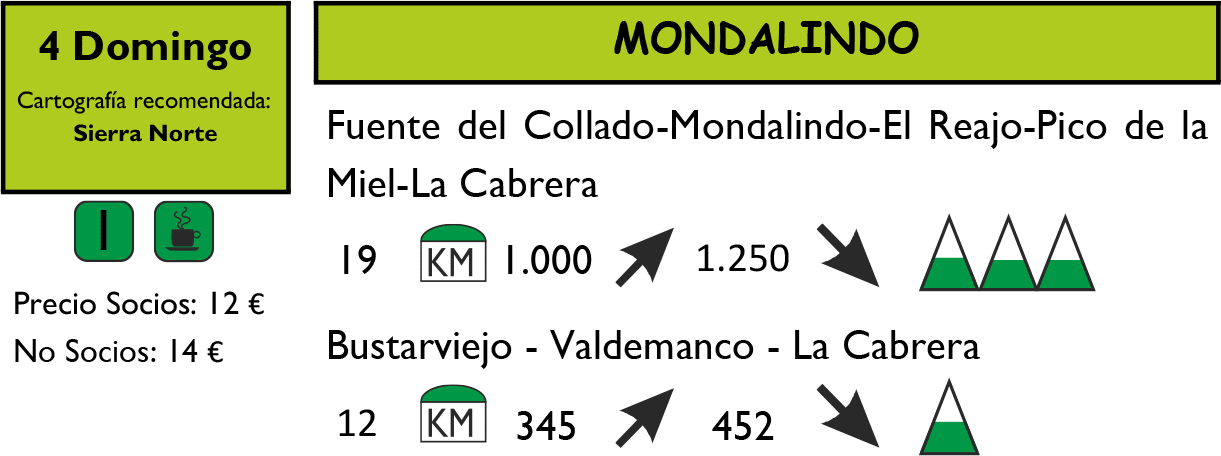 4 Domingo
Cartografía recomendada:
Sierra Norte
I
Precio Socios: 12 €
No Socios: 14 €
MONDALINDO
Fuente del Collado-Mondalindo-El Reajo-Pico de la
Miel-La Cabrera
19 KM 1.000 1.250
Bustarviejo - Valdemanco - La Cabrera
12 KM 345 452